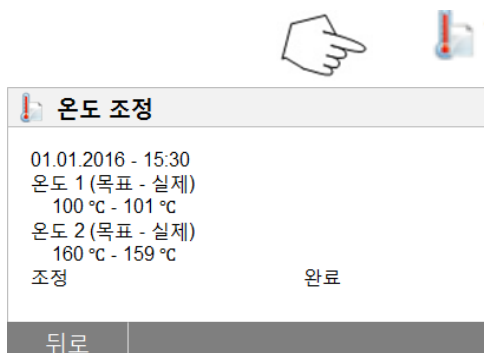 온도 조정
01.01.2016 - 15:30
온도 1 (목표 - 실제)
100 ℃ - 101 ℃
온도 2 (목표 - 실제)
160 ℃ - 159 ℃
조정 완료
뒤로